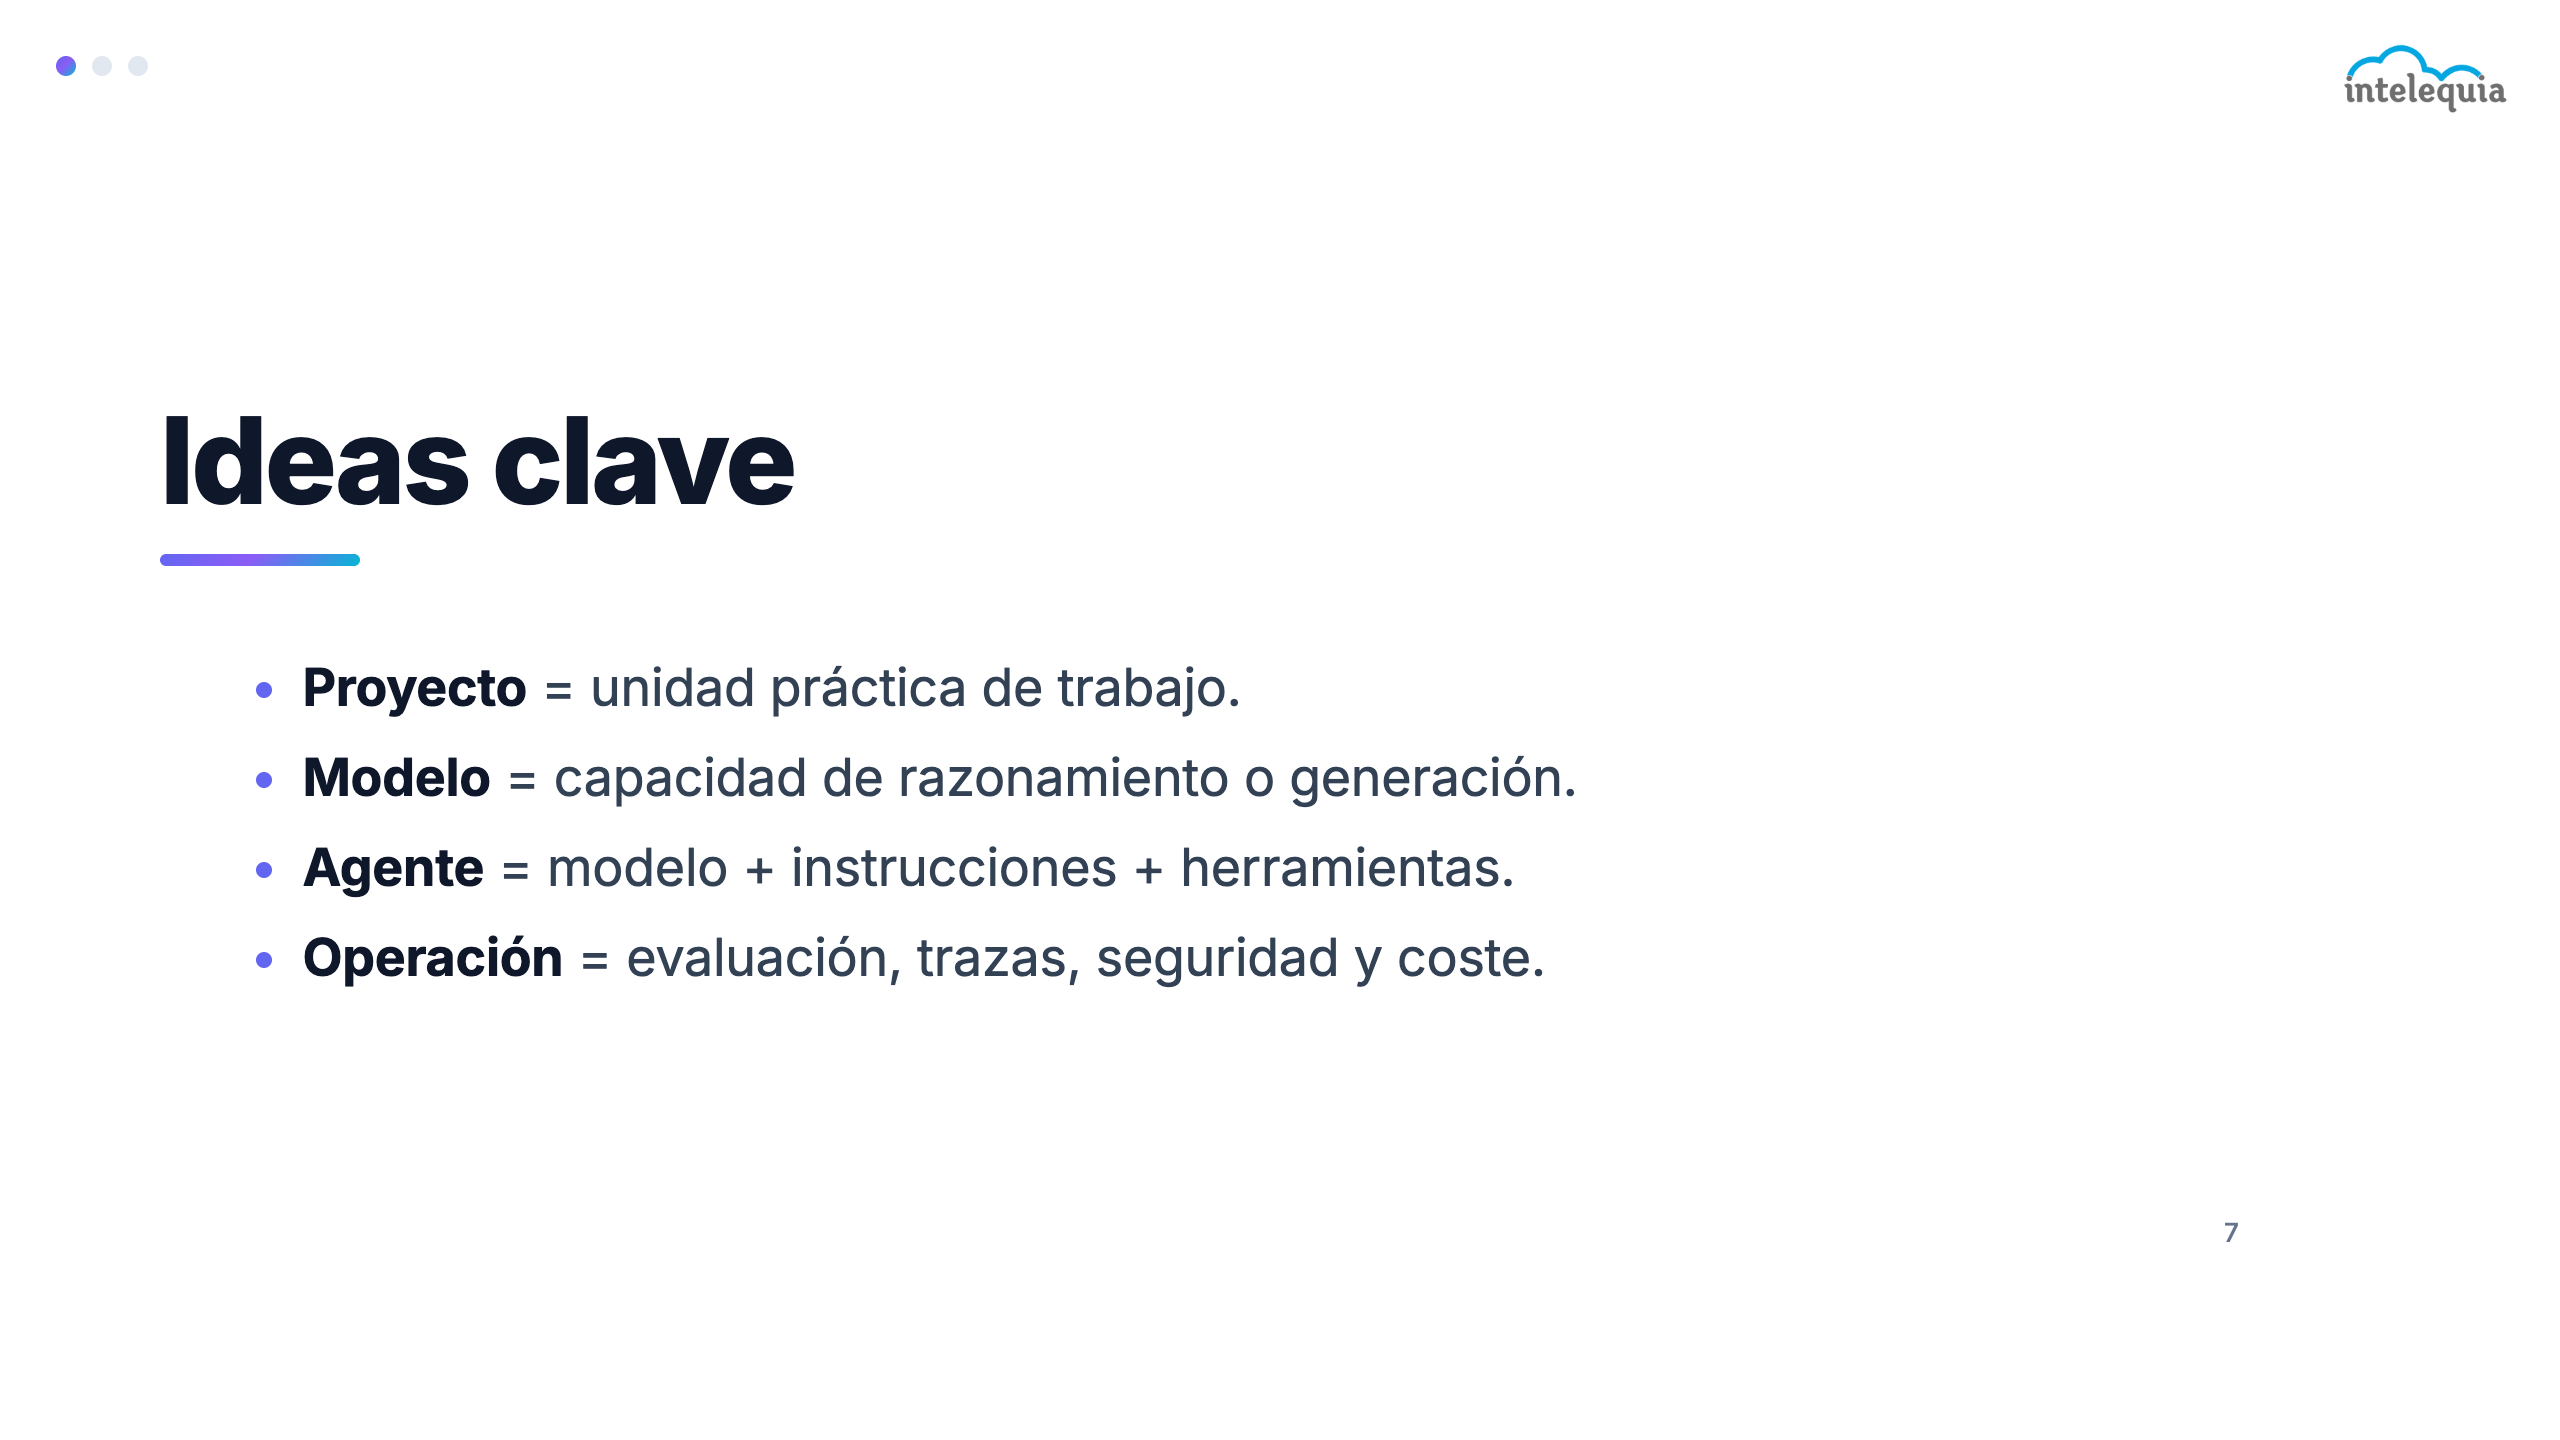 intelequia
Ideas clave
• Proyecto = unidad práctica de trabajo.
• Modelo = capacidad de razonamiento o generación.
• Agente = modelo + instrucciones + herramientas.
• Operación = evaluación, trazas, seguridad y coste.
7